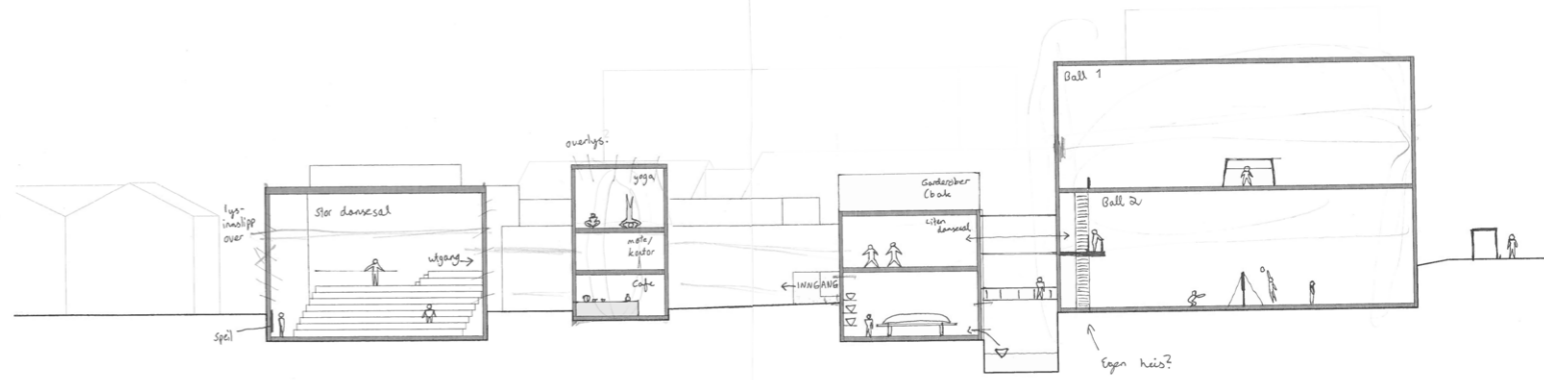 lys-
innslipp
over
Stor dansesal
utgang
speil
overlys?
yoga
møte/
kontor
Cafe
INNGANG
Garderober
(bak
Liten
dansesal
Ball 1
Ball 2
Egen heis?